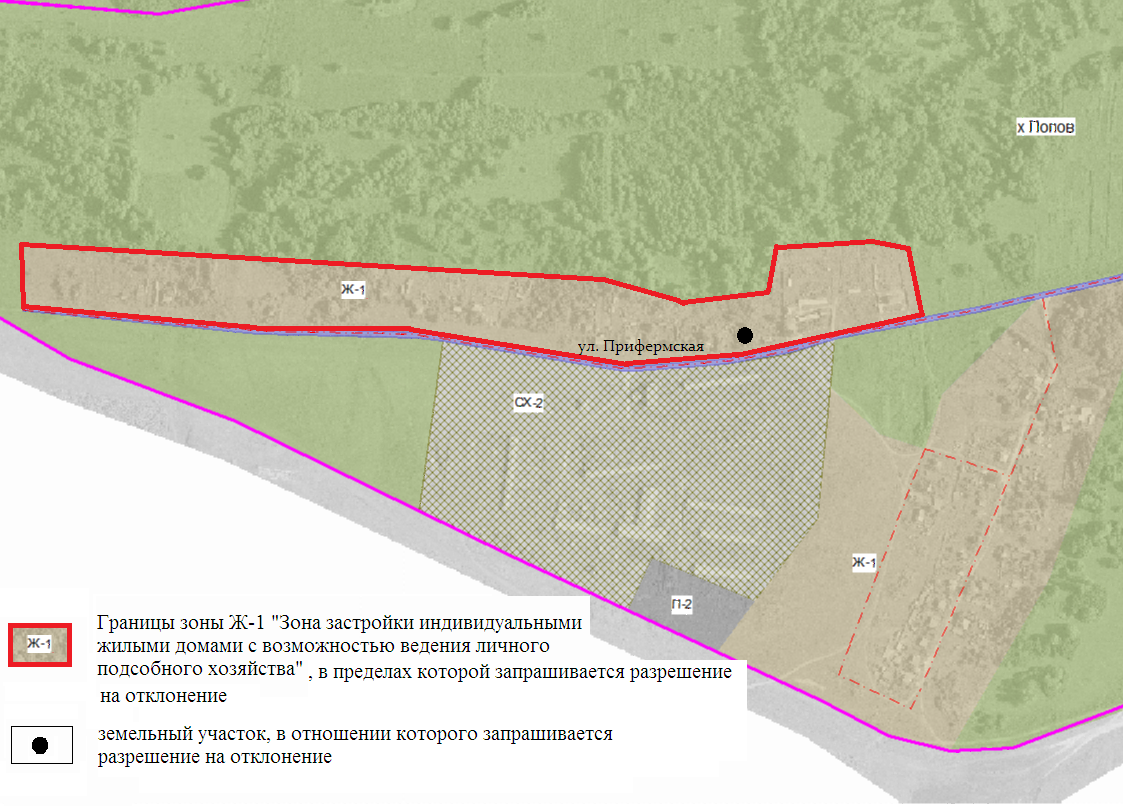 х Попов
Ж-1
ул. Прифермская
СХ-2
Ж-1
П-2
Ж-1
Границы зоны Ж-1 "Зона застройки индивидуальными
жилыми домами с возможностью ведения личного
подсобного хозяйства" , в пределах которой запрашивается разрешение
на отклонение
земельный участок, в отношении которого запрашивается
разрешение на отклонение